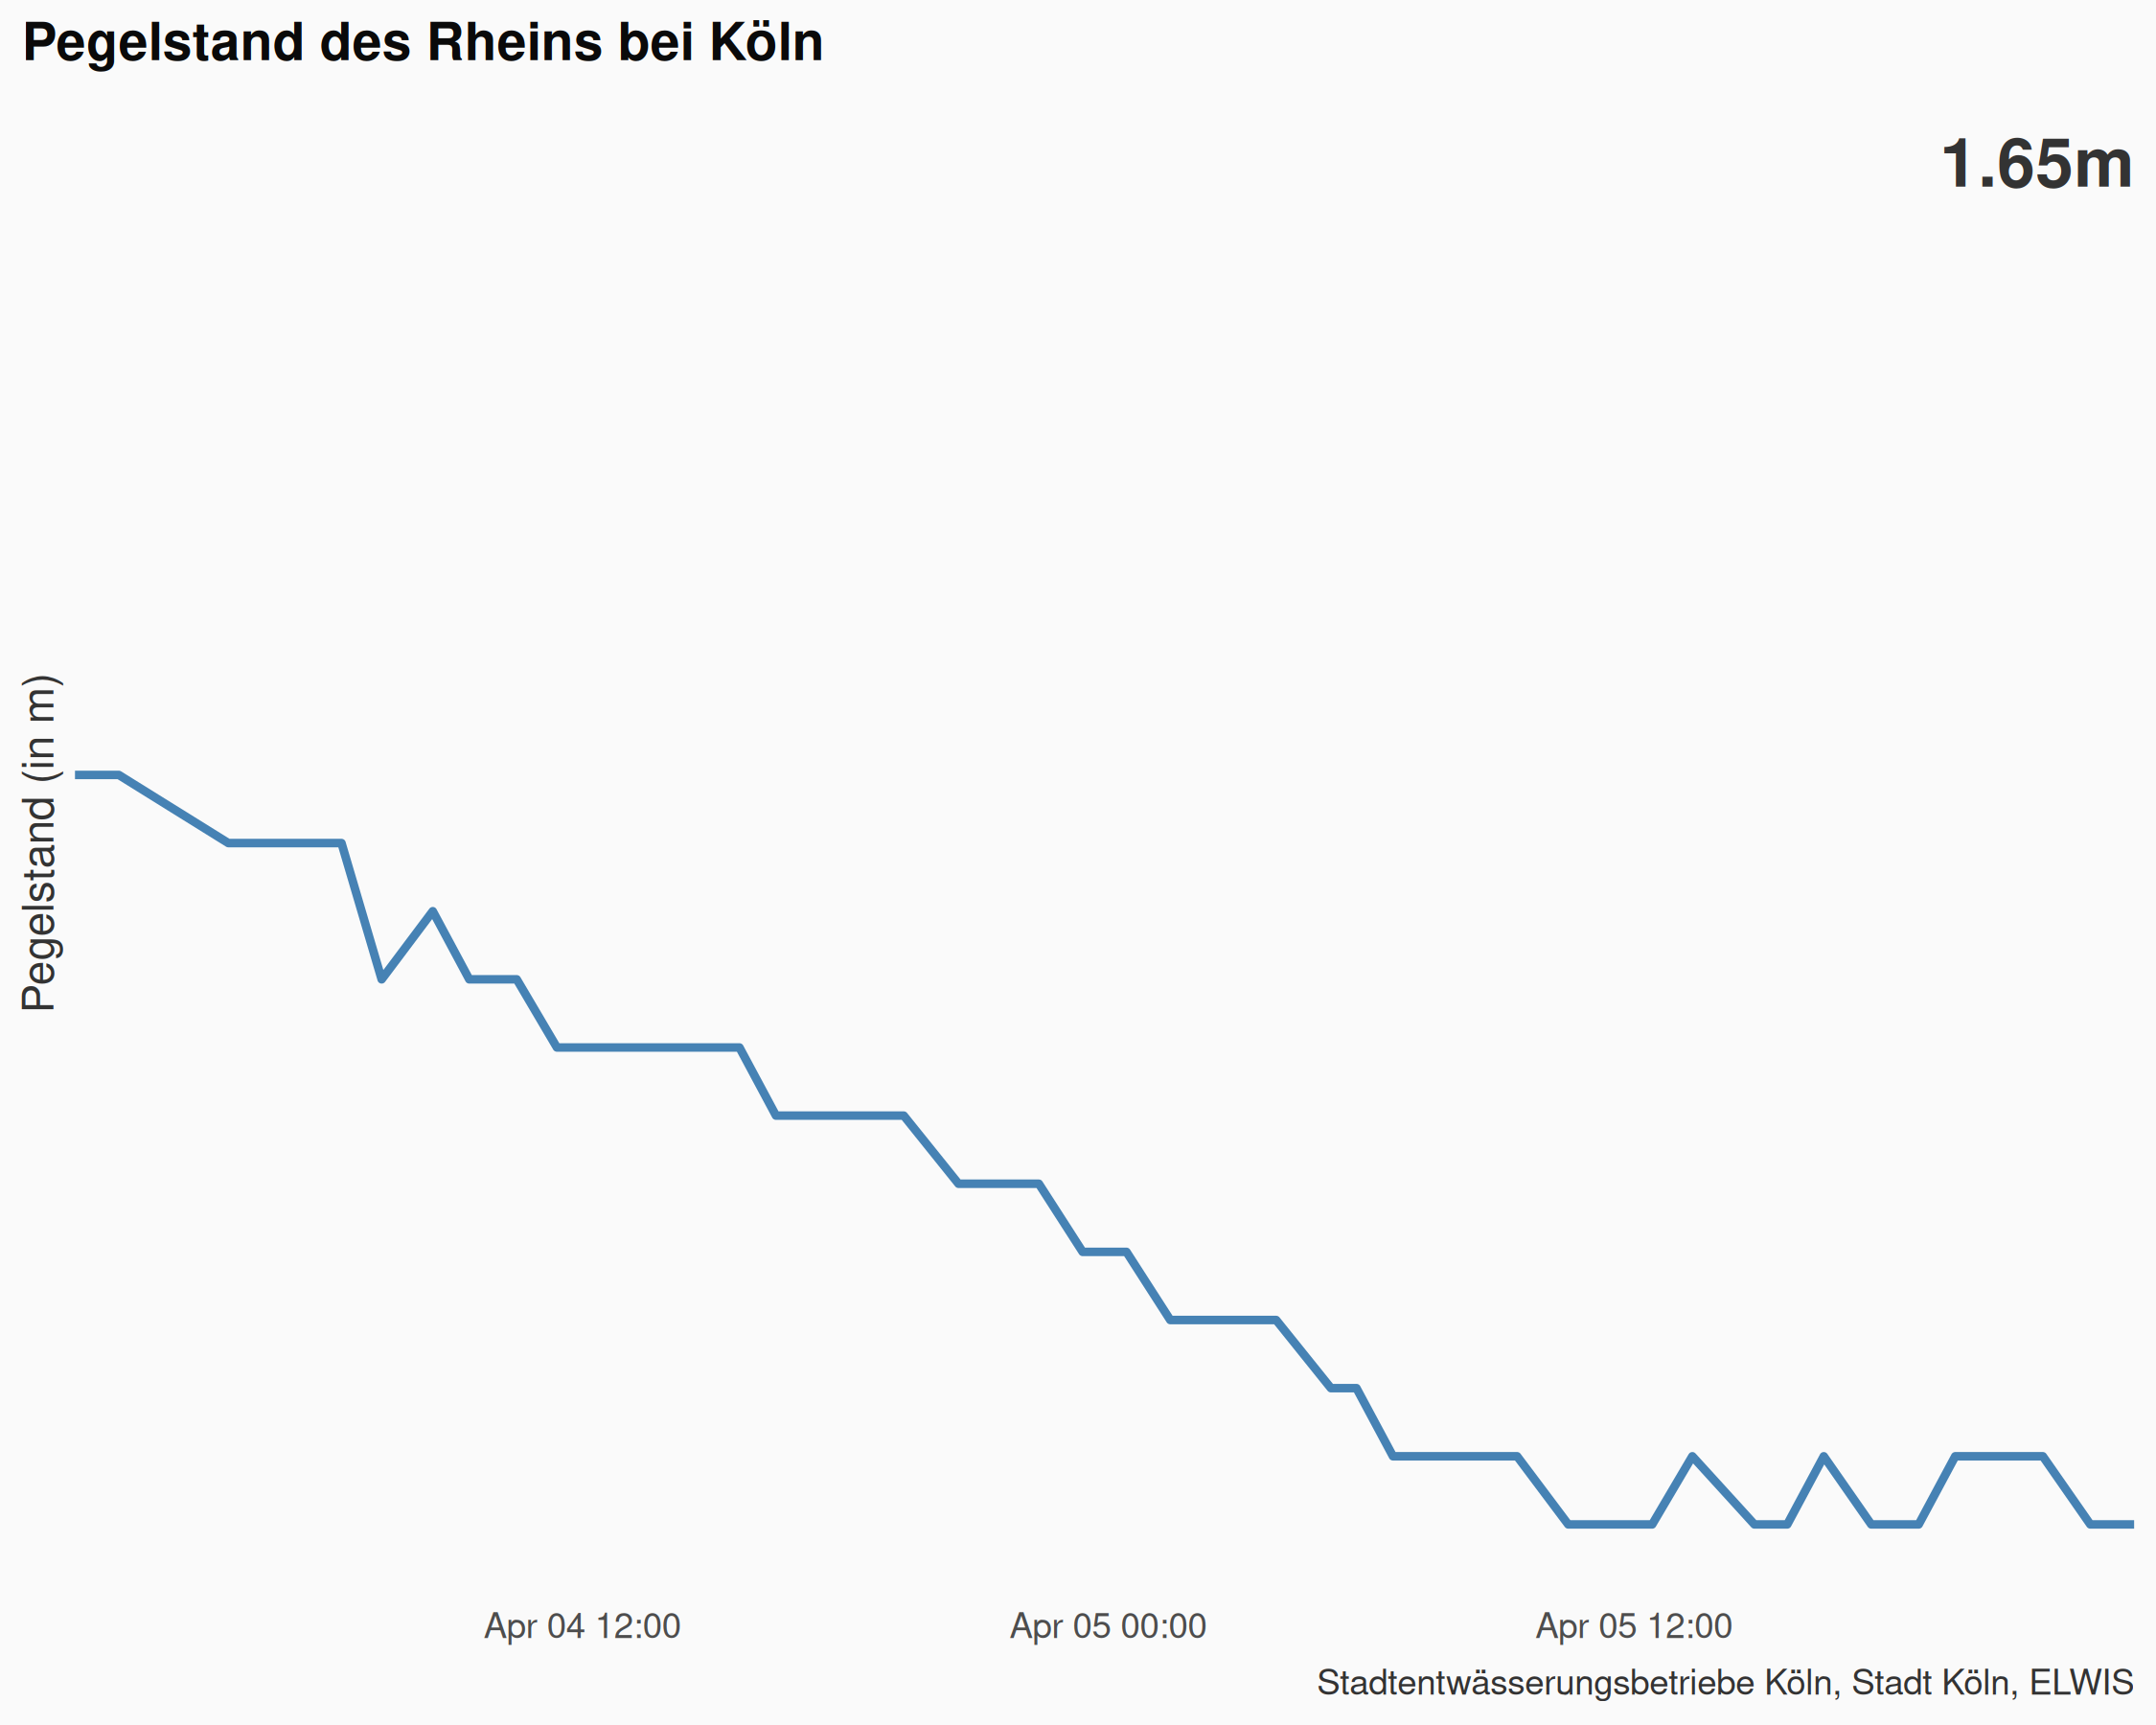 Pegelstand des Rheins bei Köln
1.65m
Pegelstand (in m)
Apr 04 12:00
Apr 05 00:00
Apr 05 12:00
Stadtentwässerungsbetriebe Köln, Stadt Köln, ELWIS